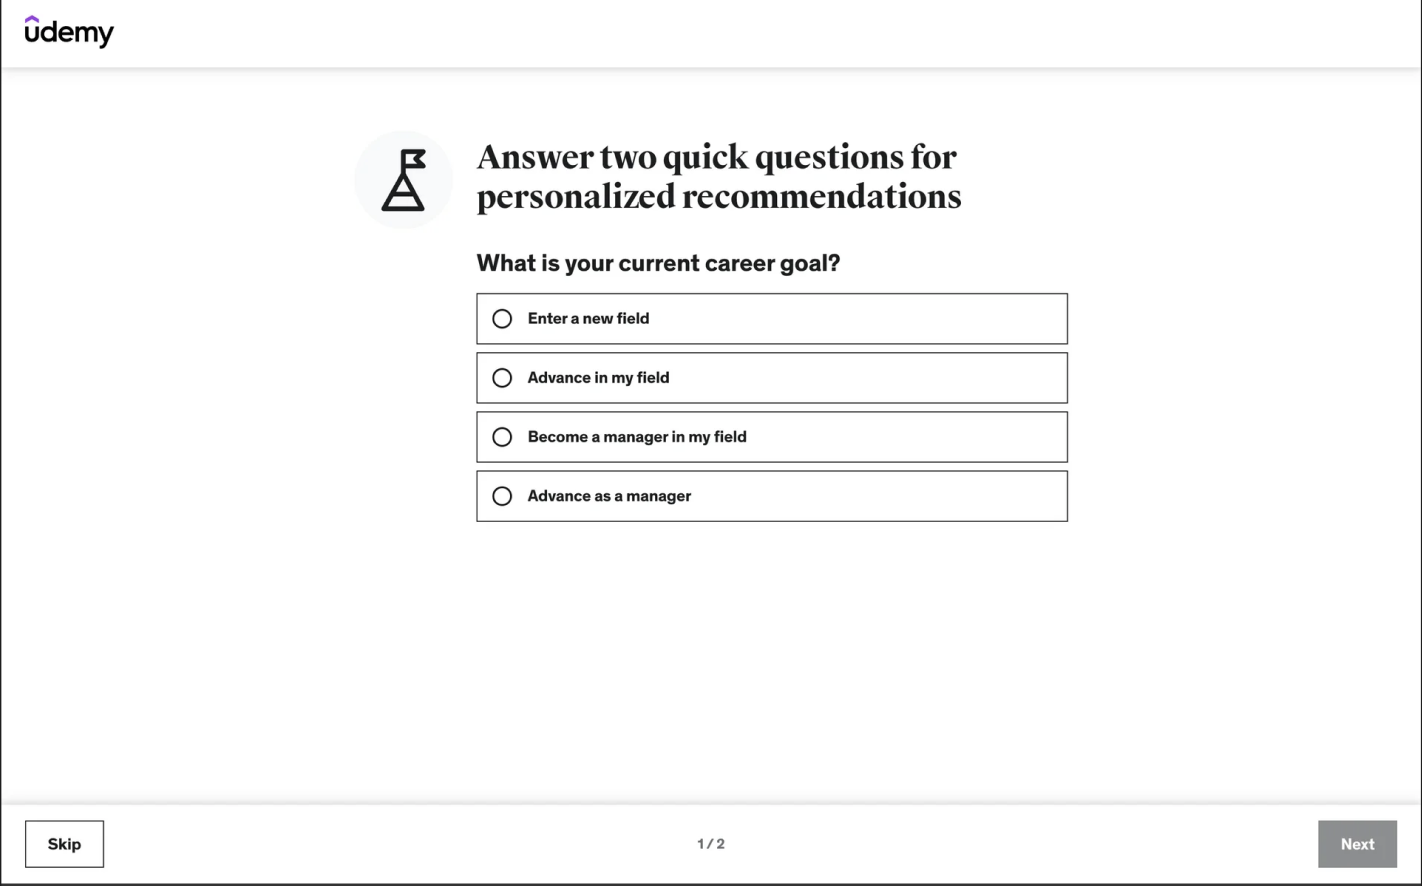 ûdemy
Answer two quick questions for
personalized recommendations
What is your current career goal?
Enter a new field
Advance in my field
Become a manager in my field
Advance as a manager
Skip
1 / 2
Next